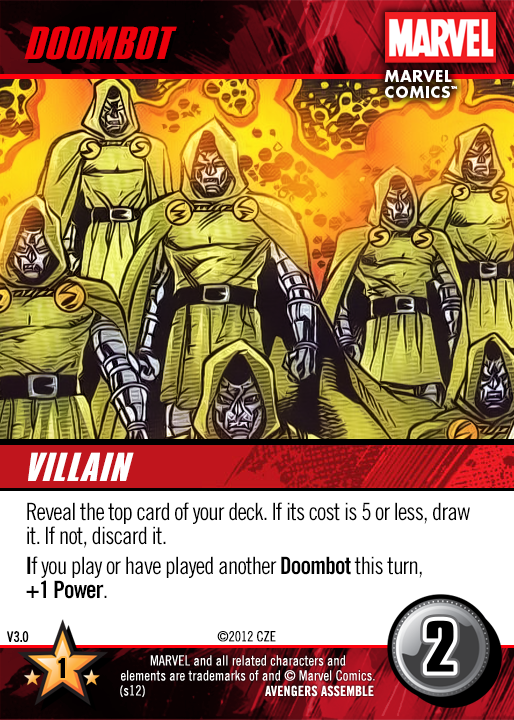 DOOMBOT
MARVEL
MARVEL
COMICS™
VILLAIN
Reveal the top card of your deck. If its cost is 5 or less, draw
it. If not, discard it.
If you play or have played another Doombot this turn,
+1 Power.
V3.0
©2012 CZE
1
2
MARVEL and all related characters and
elements are trademarks of and © Marvel Comics.
(s12) AVENGERS ASSEMBLE